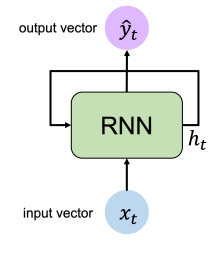 output vector ŷₜ
RNN
hₜ
input vector xₜ